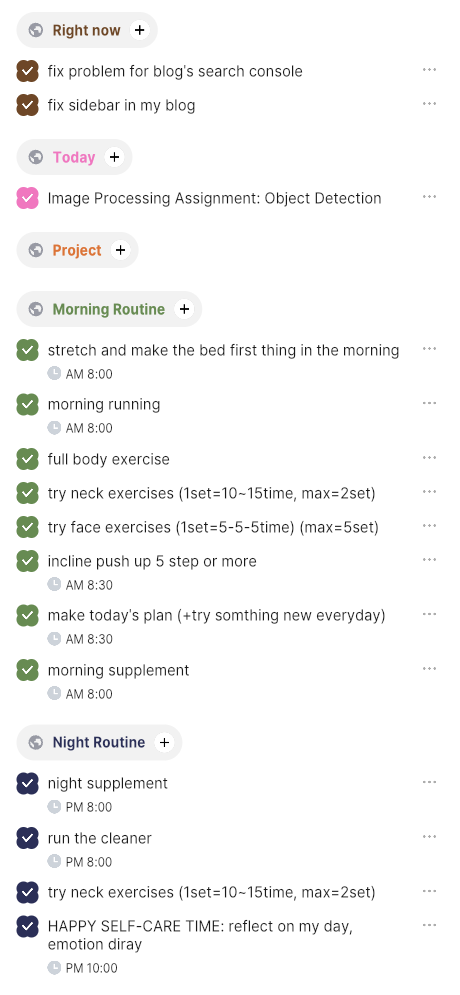 Right now +
fix problem for blog's search console
fix sidebar in my blog
Today +
Image Processing Assignment: Object Detection
Project +
Morning Routine +
stretch and make the bed first thing in the morning
AM 8:00
morning running
AM 8:00
full body exercise
try neck exercises (1set=10~15time, max=2set)
try face exercises (1set=5-5-5time) (max=5set)
incline push up 5 step or more
AM 8:30
make today's plan (+try somthing new everyday)
AM 8:30
morning supplement
AM 8:00
Night Routine +
night supplement
PM 8:00
run the cleaner
PM 8:00
try neck exercises (1set=10~15time, max=2set)
HAPPY SELF-CARE TIME: reflect on my day,
emotion diray
PM 10:00